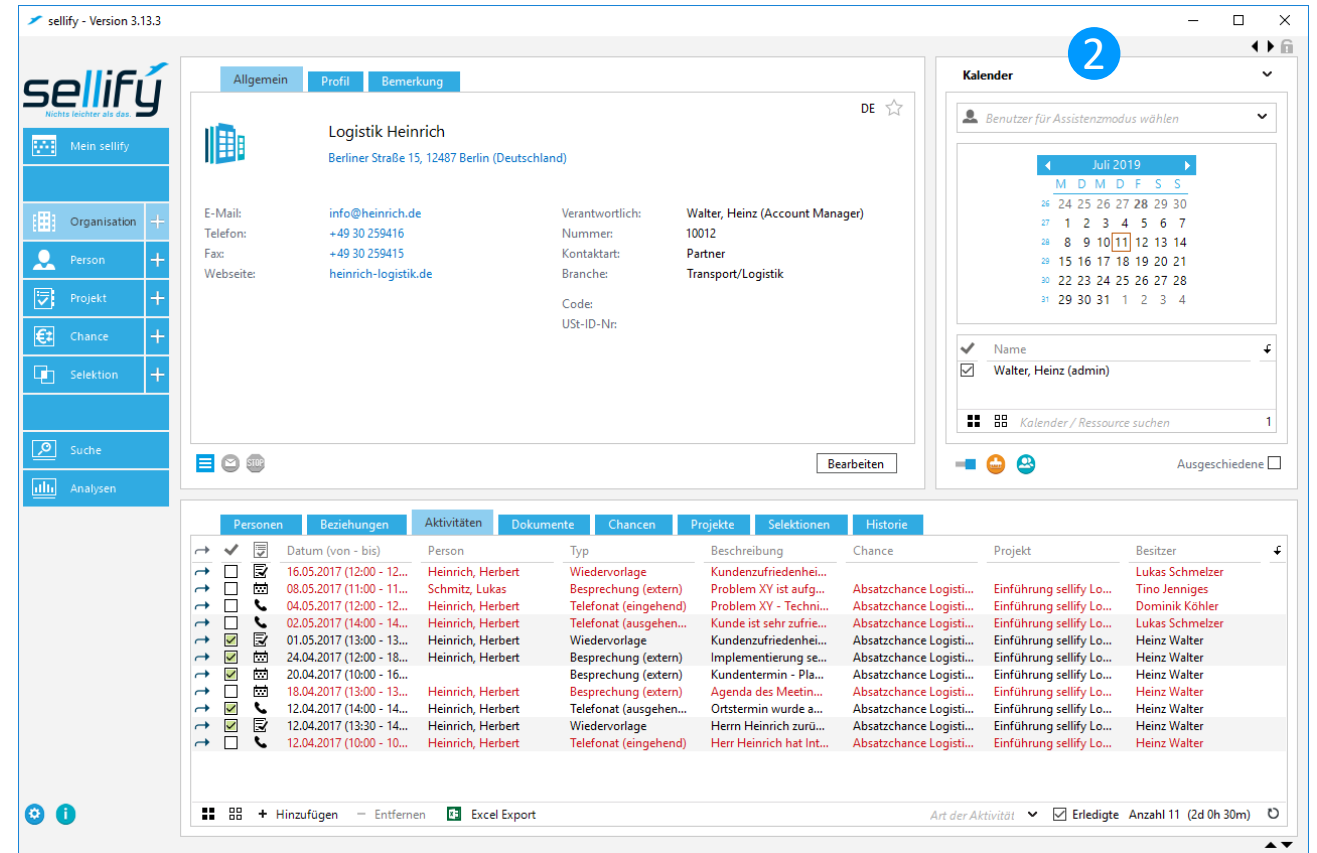 sellify - Version 3.13.3
2
sellify
Nichts leichter als das.
Mein sellify
Organisation
Person
Projekt
Chance
Selektion
Suche
Analysen
Allgemein Profil Bemerkung
DE
Logistik Heinrich
Berliner Straße 15, 12487 Berlin (Deutschland)
E-Mail: info@heinrich.de Verantwortlich: Walter, Heinz (Account Manager)
Telefon: +49 30 259416 Nummer: 10012
Fax: +49 30 259415 Kontaktart: Partner
Webseite: heinrich-logistik.de Branche: Transport/Logistik
Code:
USt-ID-Nr:
STOP
Bearbeiten
Kalender
Benutzer für Assistenzmodus wählen
Juli 2019
M D M D F S S
26 24 25 26 27 28 29 30
27 1 2 3 4 5 6 7
28 8 9 10 11 12 13 14
29 15 16 17 18 19 20 21
30 22 23 24 25 26 27 28
31 29 30 31 1 2 3 4
Name
Walter, Heinz (admin)
Kalender / Ressource suchen 1
Ausgeschiedene
Personen Beziehungen Aktivitäten Dokumente Chancen Projekte Selektionen Historie
Datum (von - bis) Person Typ Beschreibung Chance Projekt Besitzer
16.05.2017 (12:00 - 12... Heinrich, Herbert Wiedervorlage Kundenzufriedenhei... Lukas Schmelzer
08.05.2017 (11:00 - 11... Schmitz, Lukas Besprechung (extern) Problem XY ist aufg... Absatzchance Logisti... Einführung sellify Lo... Tino Jenniges
04.05.2017 (12:00 - 12... Heinrich, Herbert Telefonat (eingehend) Problem XY - Techni... Absatzchance Logisti... Einführung sellify Lo... Dominik Köhler
02.05.2017 (14:00 - 14... Heinrich, Herbert Telefonat (ausgehen... Kunde ist sehr zufrie... Absatzchance Logisti... Einführung sellify Lo... Lukas Schmelzer
01.05.2017 (13:00 - 13... Heinrich, Herbert Wiedervorlage Kundenzufriedenhei... Absatzchance Logisti... Einführung sellify Lo... Heinz Walter
24.04.2017 (12:00 - 18... Heinrich, Herbert Besprechung (extern) Implementierung se... Absatzchance Logisti... Einführung sellify Lo... Heinz Walter
20.04.2017 (10:00 - 16... Besprechung (extern) Kundentermin - Pla... Absatzchance Logisti... Einführung sellify Lo... Heinz Walter
18.04.2017 (13:00 - 13... Heinrich, Herbert Besprechung (extern) Agenda des Meetin... Absatzchance Logisti... Einführung sellify Lo... Heinz Walter
12.04.2017 (14:00 - 14... Heinrich, Herbert Telefonat (ausgehen... Ortstermin wurde a... Absatzchance Logisti... Einführung sellify Lo... Heinz Walter
12.04.2017 (13:30 - 14... Heinrich, Herbert Wiedervorlage Herrn Heinrich zurü... Absatzchance Logisti... Einführung sellify Lo... Heinz Walter
12.04.2017 (10:00 - 10... Heinrich, Herbert Telefonat (eingehend) Herr Heinrich hat Int... Absatzchance Logisti... Einführung sellify Lo... Heinz Walter
+ Hinzufügen − Entfernen Excel Export Art der Aktivität Erledigte Anzahl 11 (2d 0h 30m)